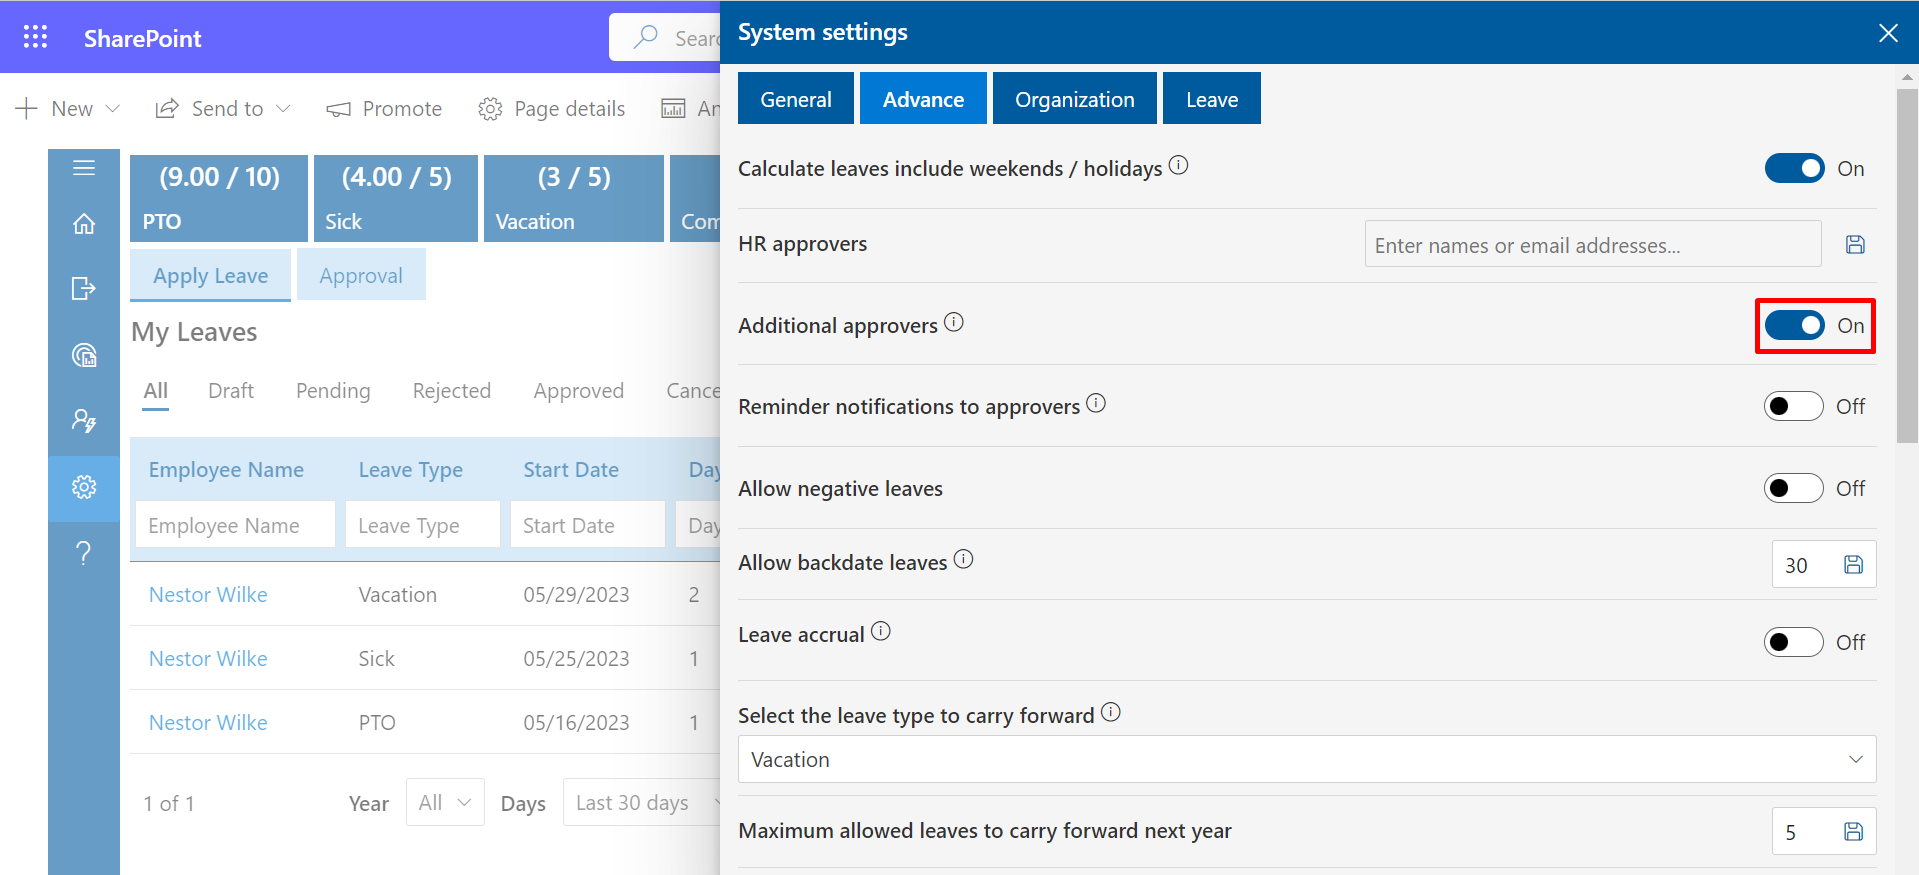 SharePoint
Sear
System settings
New
Send to
Promote
Page details
An
General
Advance
Organization
Leave
(9.00 / 10)
PTO
(4.00 / 5)
Sick
(3 / 5)
Vacation
Com
Apply Leave
Approval
My Leaves
All
Draft
Pending
Rejected
Approved
Cance
Employee Name
Leave Type
Start Date
Day
Employee Name
Leave Type
Start Date
Day
Nestor Wilke
Vacation
05/29/2023
2
Nestor Wilke
Sick
05/25/2023
1
Nestor Wilke
PTO
05/16/2023
1
1 of 1
Year
All
Days
Last 30 days
Calculate leaves include weekends / holidays
On
HR approvers
Enter names or email addresses...
Additional approvers
On
Reminder notifications to approvers
Off
Allow negative leaves
Off
Allow backdate leaves
30
Leave accrual
Off
Select the leave type to carry forward
Vacation
Maximum allowed leaves to carry forward next year
5